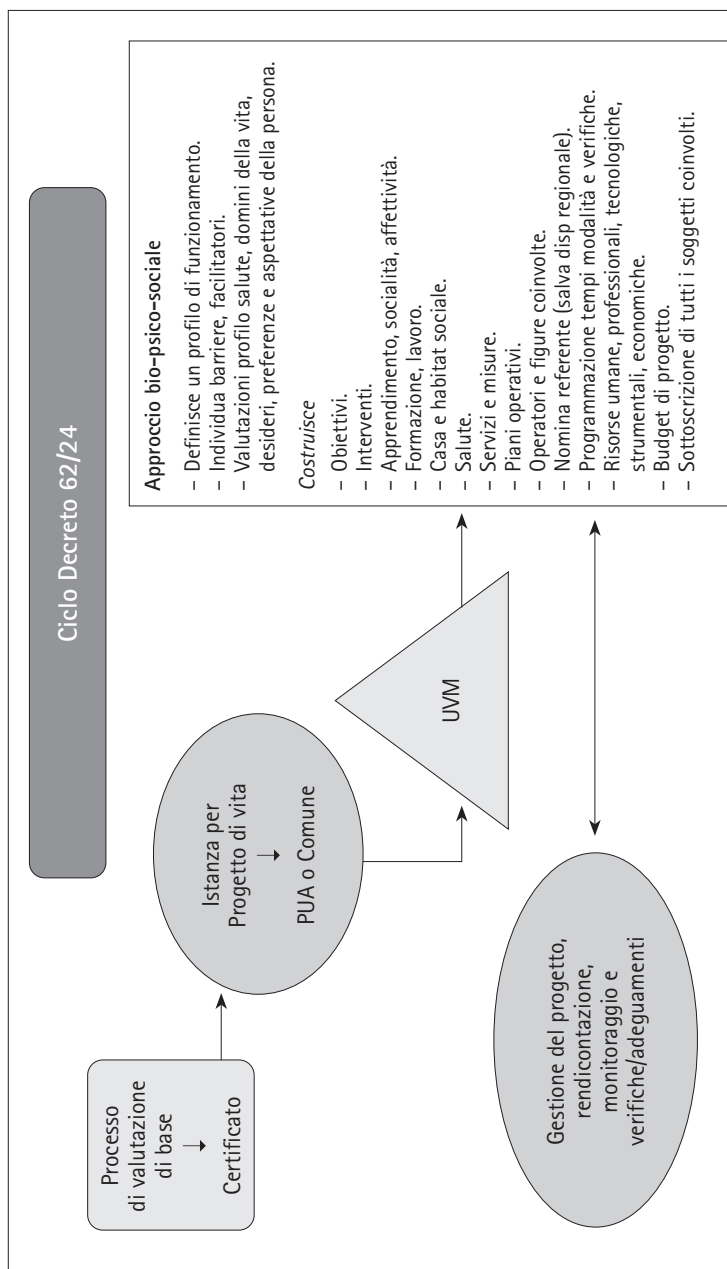 Ciclo Decreto 62/24
Processo
di valutazione
di base
↓
Certificato
Istanza per
Progetto di vita
↓
PUA o Comune
UVM
Approccio bio-psico-sociale
– Definisce un profilo di funzionamento.
– Individua barriere, facilitatori.
– Valutazioni profilo salute, domini della vita,
desideri, preferenze e aspettative della persona.
Costruisce
– Obiettivi.
– Interventi.
– Apprendimento, socialità, affettività.
– Formazione, lavoro.
– Casa e habitat sociale.
– Salute.
– Servizi e misure.
– Piani operativi.
– Operatori e figure coinvolte.
– Nomina referente (salva disp regionale).
– Programmazione tempi modalità e verifiche.
– Risorse umane, professionali, tecnologiche,
strumentali, economiche.
– Budget di progetto.
– Sottoscrizione di tutti i soggetti coinvolti.
Gestione del progetto,
rendicontazione,
monitoraggio e
verifiche/adeguamenti